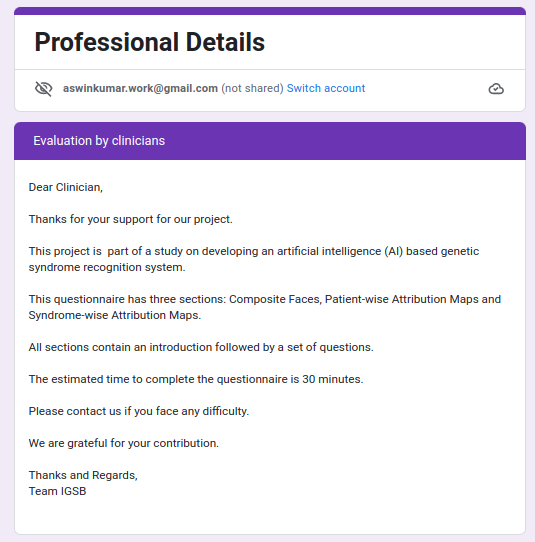 Professional Details
aswinkumar.work@gmail.com (not shared) Switch account
Evaluation by clinicians
Dear Clinician,
Thanks for your support for our project.
This project is  part of a study on developing an artificial intelligence (AI) based genetic
syndrome recognition system.
This questionnaire has three sections: Composite Faces, Patient-wise Attribution Maps and
Syndrome-wise Attribution Maps.
All sections contain an introduction followed by a set of questions.
The estimated time to complete the questionnaire is 30 minutes.
Please contact us if you face any difficulty.
We are grateful for your contribution.
Thanks and Regards,
Team IGSB